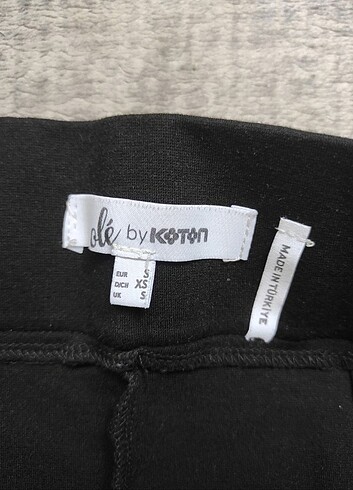 olé by KOTON
EUR S
D/CH XS
UK S
MADE IN TÜRKİYE